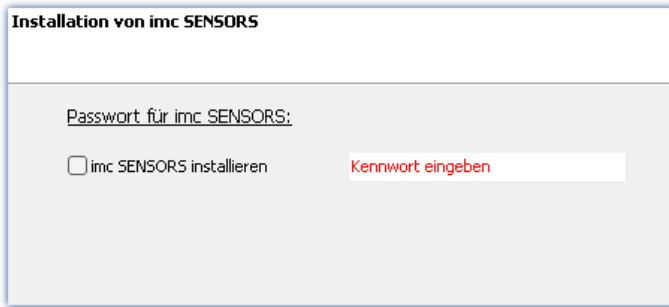 Installation von imc SENSORS
Passwort für imc SENSORS:
imc SENSORS installieren Kennwort eingeben